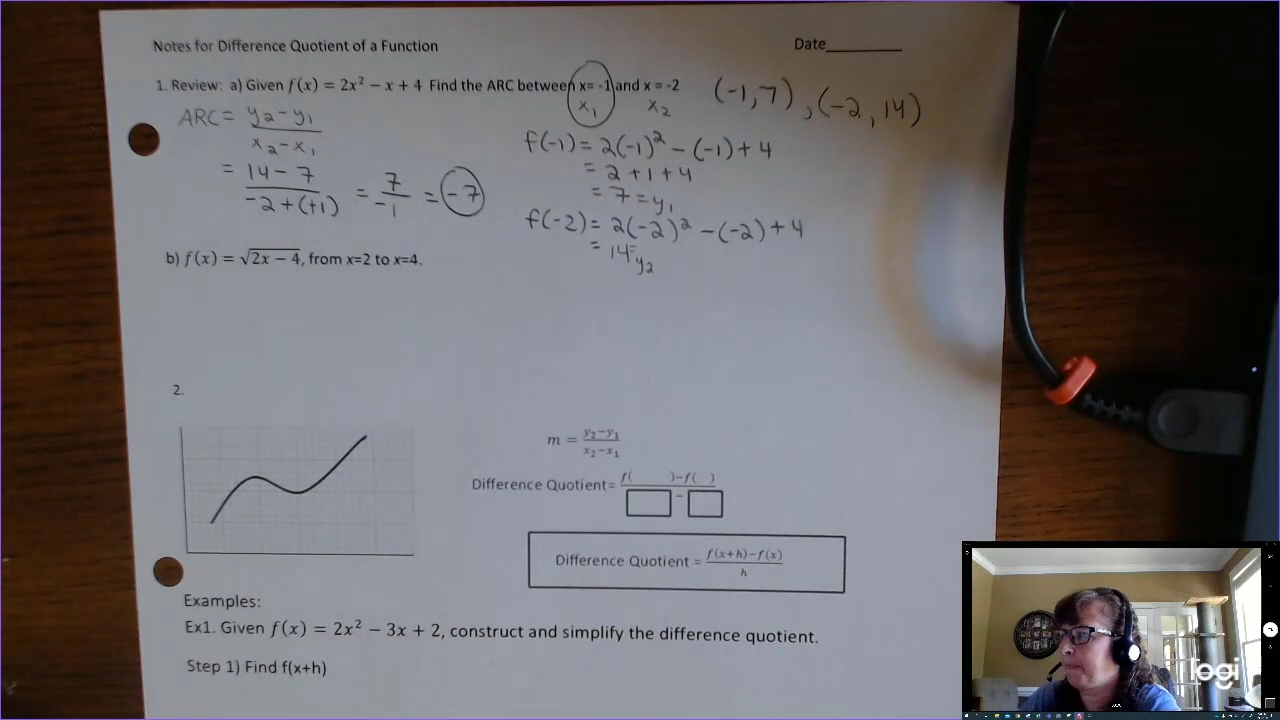 Notes for Difference Quotient of a Function
Date__________
1. Review: a) Given f(x) = 2x² − x + 4 Find the ARC between x= -1 and x = -2
x₁ x₂
(-1,7), (-2, 14)
ARC = y₂-y₁
x₂-x₁
= 14-7
-2+(+1)
= 7
-1
= -7
f(-1) = 2(-1)² - (-1) + 4
= 2+1+4
= 7 = y₁
f(-2) = 2(-2)² - (-2) + 4
= 14 = y₂
b) f(x) = √2x − 4, from x=2 to x=4.
2.
m = y₂−y₁
x₂−x₁
Difference Quotient= f( )−f( )
−
Difference Quotient = f(x+h)−f(x)
h
Examples:
Ex1. Given f(x) = 2x² − 3x + 2, construct and simplify the difference quotient.
Step 1) Find f(x+h)
logi